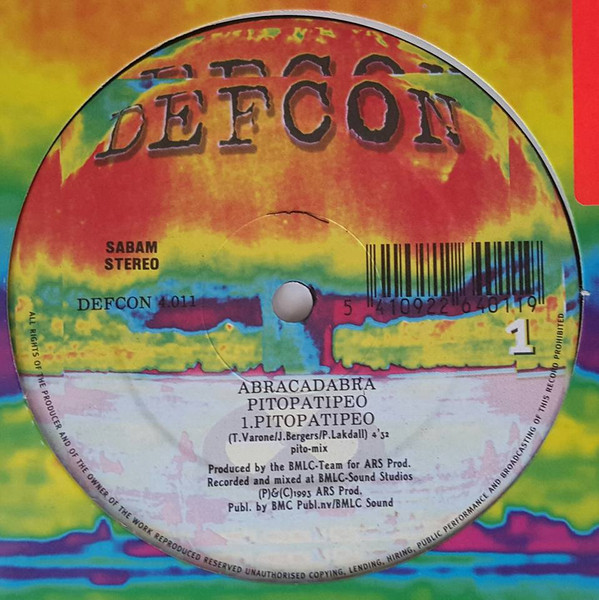 DEFCON
SABAM
STEREO
DEFCON 4.011
5 410922 640119
1
ABRACADABRA
PITOPATIPEO
1.PITOPATIPEO
(T.Varone/J.Bergers/P.Lakdall) 4'32
pito-mix
Produced by the BMLC-Team for ARS Prod.
Recorded and mixed at BMLC-Sound Studios
(P)&(C)1993 ARS Prod.
Publ. by BMC Publ.nv/BMLC Sound
ALL RIGHTS OF THE PRODUCER AND OF THE OWNER OF THE WORK REPRODUCED RESERVED UNAUTHORISED COPYING, LENDING, HIRING, PUBLIC PERFORMANCE AND BROADCASTING OF THIS RECORD PROHIBITED